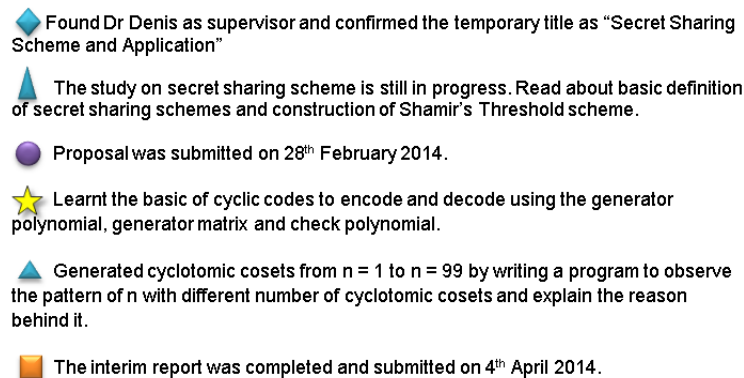 Found Dr Denis as supervisor and confirmed the temporary title as “Secret Sharing
Scheme and Application”
The study on secret sharing scheme is still in progress. Read about basic definition
of secret sharing schemes and construction of Shamir’s Threshold scheme.
Proposal was submitted on 28th February 2014.
Learnt the basic of cyclic codes to encode and decode using the generator
polynomial, generator matrix and check polynomial.
Generated cyclotomic cosets from n = 1 to n = 99 by writing a program to observe
the pattern of n with different number of cyclotomic cosets and explain the reason
behind it.
The interim report was completed and submitted on 4th April 2014.